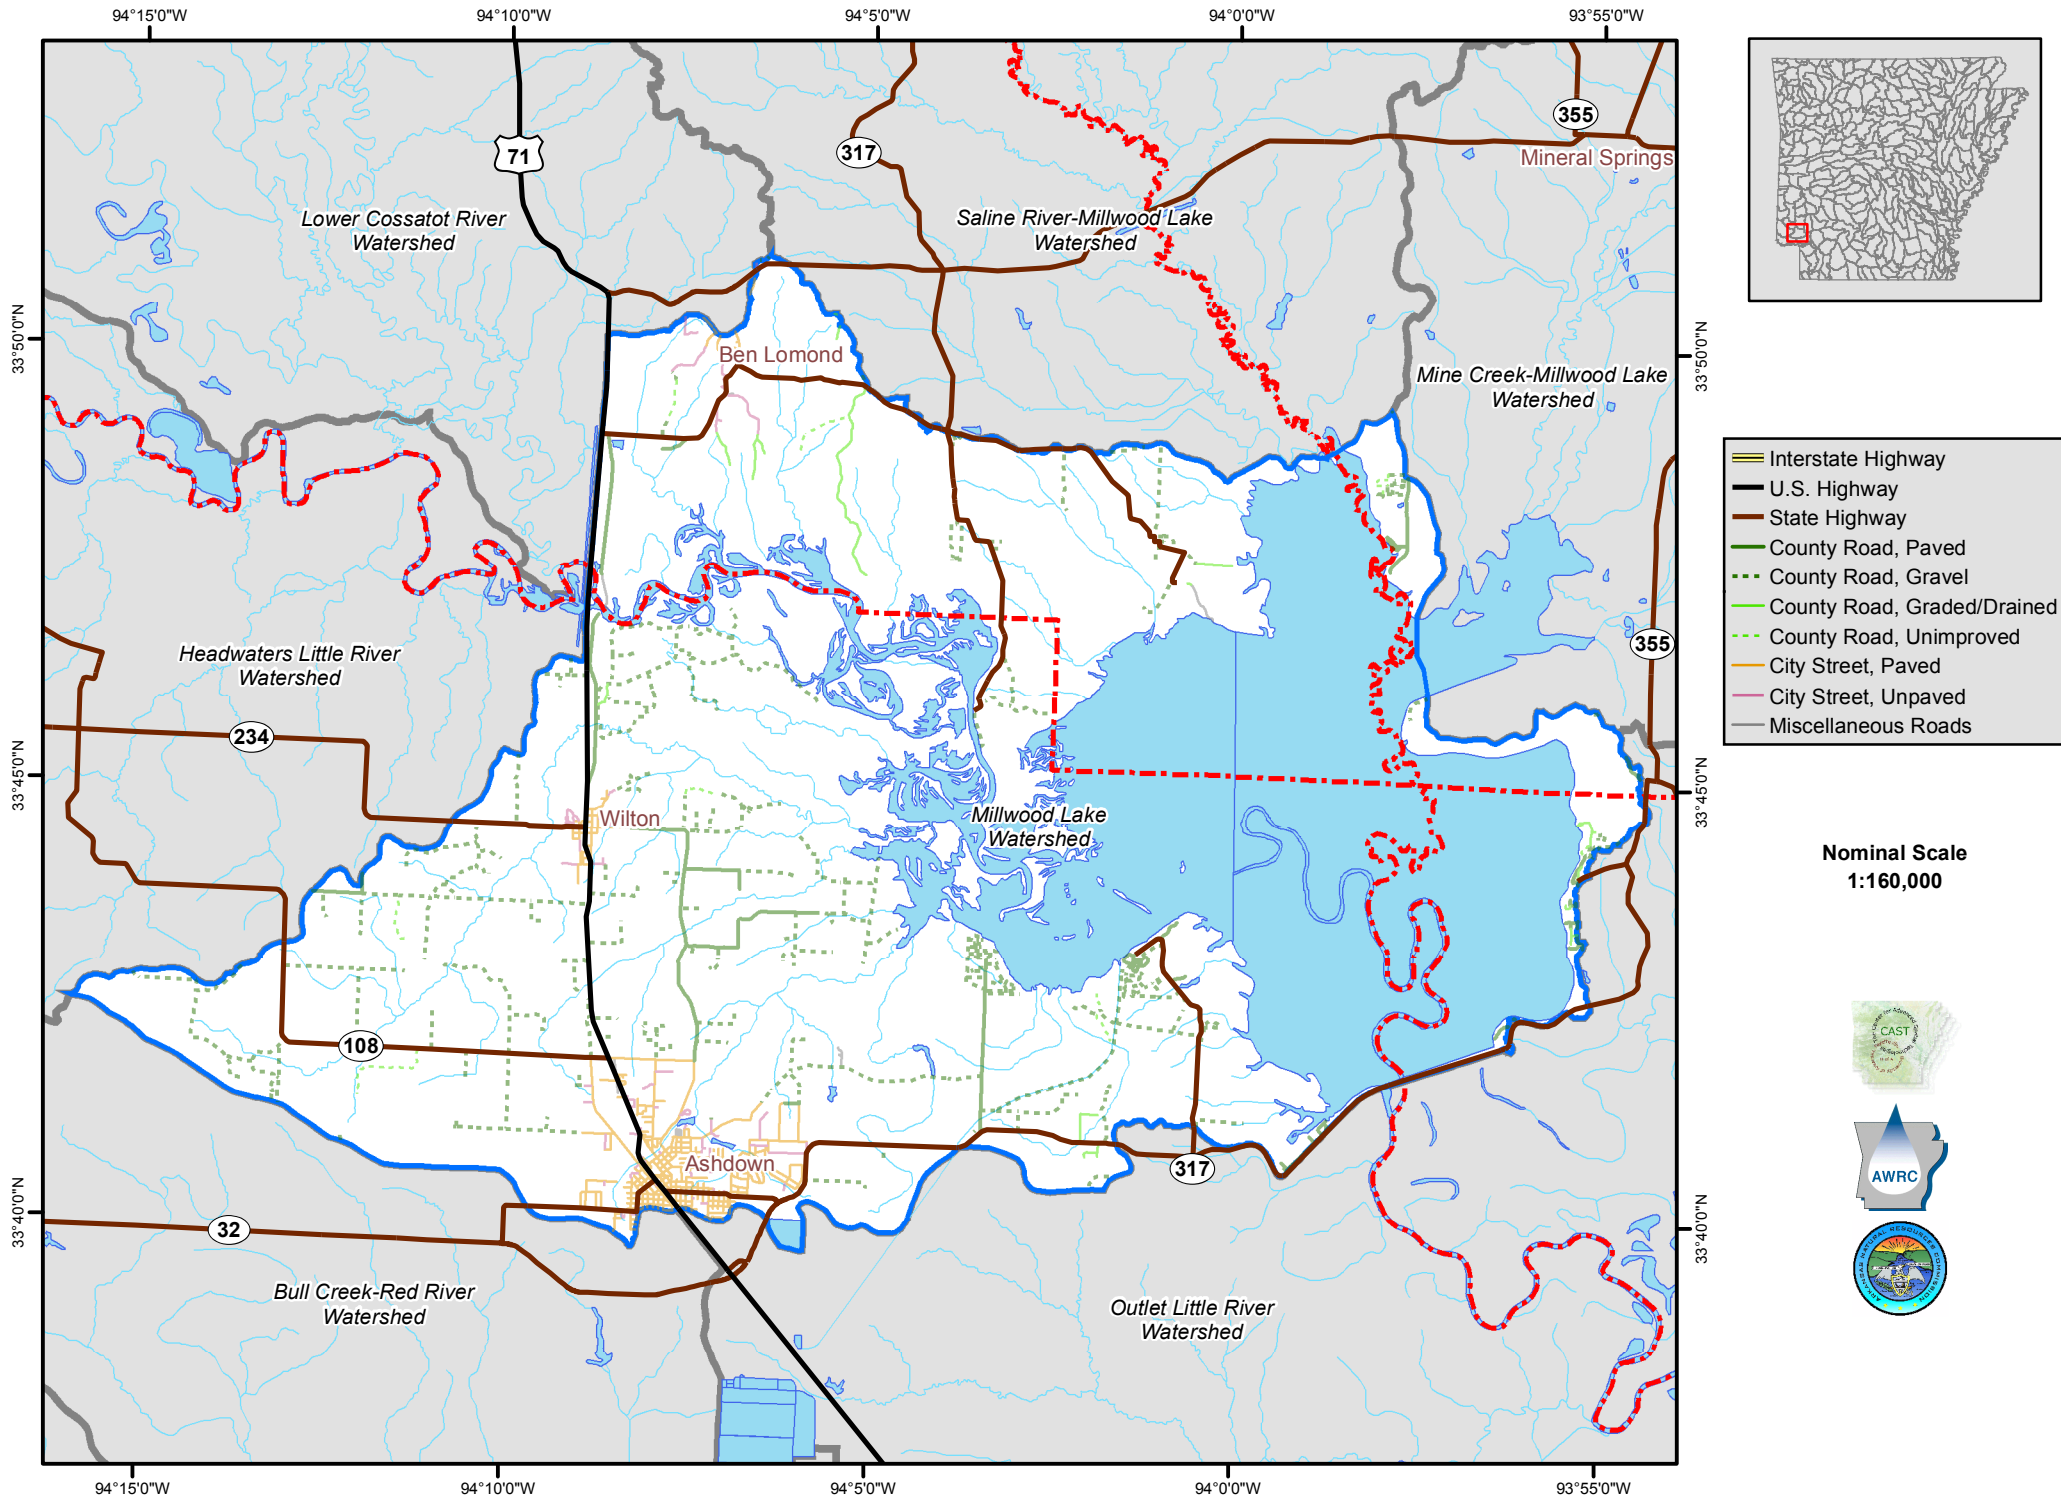 94°15'0"W
94°10'0"W
94°5'0"W
94°0'0"W
93°55'0"W
33°50'0"N
33°45'0"N
33°40'0"N
71
317
355
Mineral Springs
Lower Cossatot River
Watershed
Saline River-Millwood Lake
Watershed
Ben Lomond
Mine Creek-Millwood Lake
Watershed
Headwaters Little River
Watershed
355
234
Wilton
Millwood Lake
Watershed
108
Ashdown
317
32
Bull Creek-Red River
Watershed
Outlet Little River
Watershed
33°50'0"N
33°45'0"N
33°40'0"N
94°15'0"W
94°10'0"W
94°5'0"W
94°0'0"W
93°55'0"W
Interstate Highway
U.S. Highway
State Highway
County Road, Paved
County Road, Gravel
County Road, Graded/Drained
County Road, Unimproved
City Street, Paved
City Street, Unpaved
Miscellaneous Roads
Nominal Scale
1:160,000
CAST
AWRC
ARKANSAS NATURAL RESOURCES COMMISSION